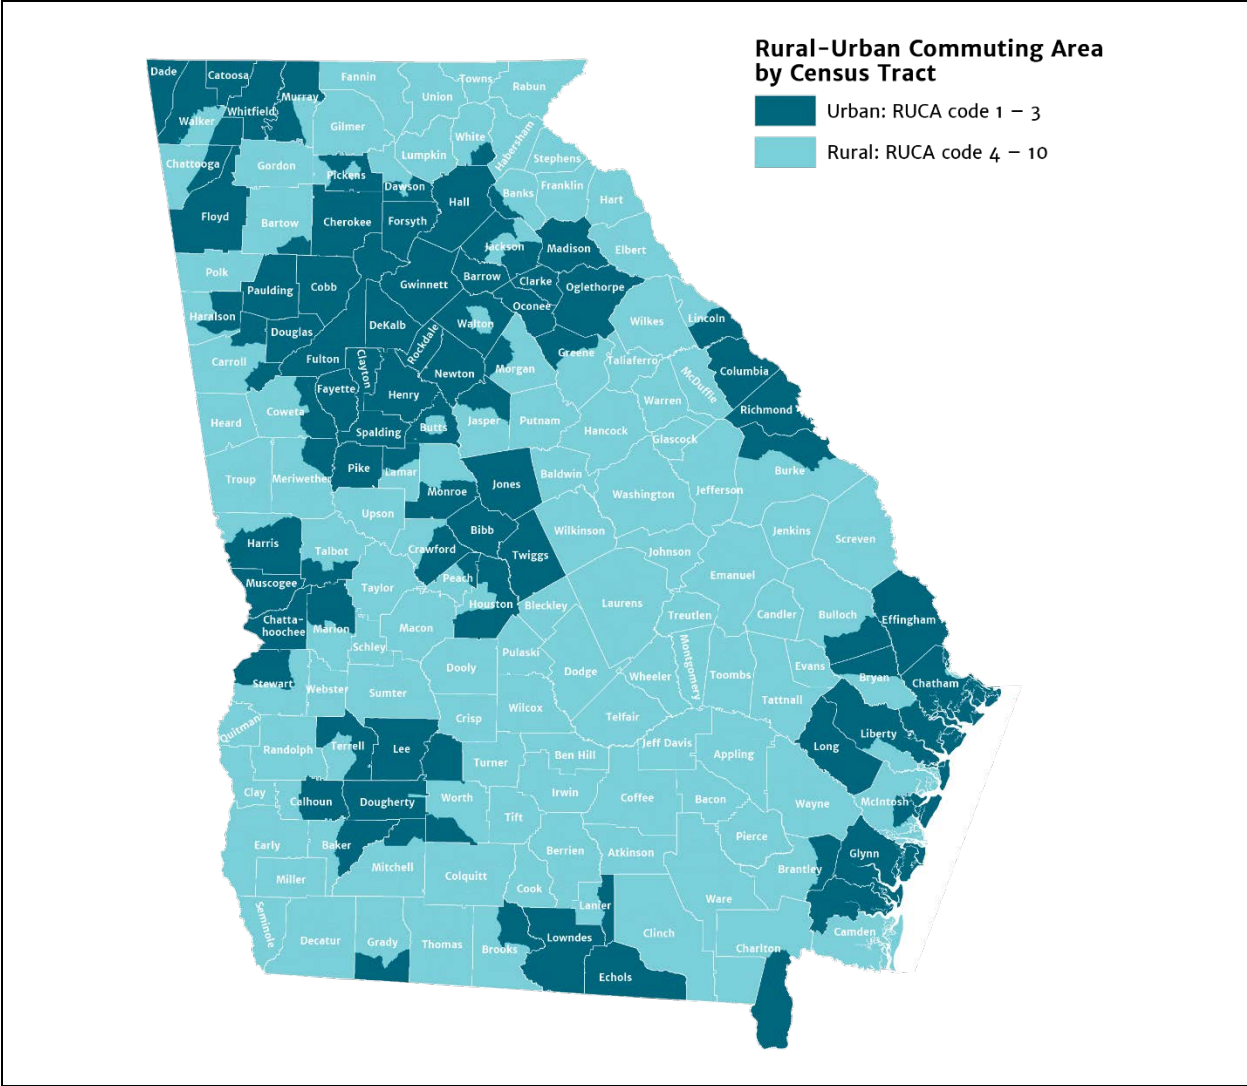 Rural-Urban Commuting Area
by Census Tract
Urban: RUCA code 1 – 3
Rural: RUCA code 4 – 10
Dade
Catoosa
Fannin
Towns
Rabun
Union
Murray
Whitfield
Walker
Gilmer
White
Habersham
Lumpkin
Stephens
Chattooga
Gordon
Pickens
Dawson
Banks
Franklin
Hart
Hall
Floyd
Bartow
Cherokee
Forsyth
Jackson
Madison
Elbert
Polk
Paulding
Cobb
Gwinnett
Barrow
Clarke
Oglethorpe
Oconee
Haralson
Douglas
DeKalb
Rockdale
Walton
Wilkes
Lincoln
Carroll
Fulton
Clayton
Newton
Morgan
Greene
Taliaferro
McDuffie
Columbia
Fayette
Henry
Warren
Richmond
Heard
Coweta
Spalding
Butts
Jasper
Putnam
Hancock
Glascock
Troup
Meriwether
Pike
Lamar
Monroe
Jones
Baldwin
Washington
Jefferson
Burke
Upson
Bibb
Wilkinson
Jenkins
Screven
Harris
Talbot
Crawford
Twiggs
Johnson
Emanuel
Muscogee
Taylor
Peach
Houston
Bleckley
Laurens
Treutlen
Candler
Bulloch
Effingham
Chatta-
hoochee
Marion
Macon
Schley
Pulaski
Dooly
Dodge
Wheeler
Montgomery
Toombs
Evans
Bryan
Chatham
Stewart
Webster
Sumter
Tattnall
Quitman
Crisp
Wilcox
Telfair
Randolph
Terrell
Lee
Turner
Ben Hill
Jeff Davis
Appling
Long
Liberty
Clay
Calhoun
Dougherty
Worth
Irwin
Coffee
Bacon
Wayne
McIntosh
Tift
Early
Baker
Mitchell
Berrien
Atkinson
Pierce
Glynn
Miller
Colquitt
Cook
Brantley
Lanier
Ware
Seminole
Decatur
Grady
Thomas
Brooks
Lowndes
Clinch
Charlton
Camden
Echols